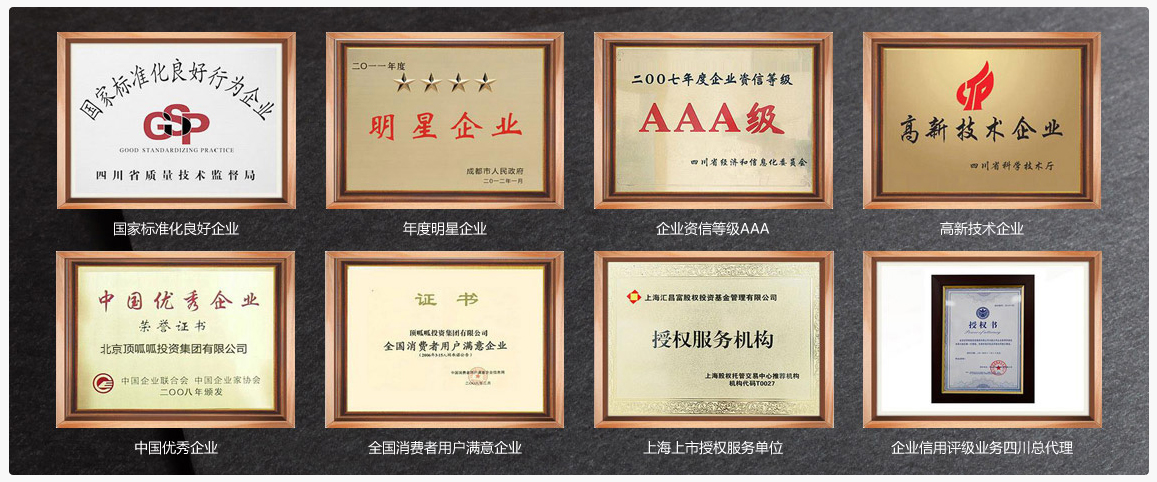 国家标准化良好行为企业
GSP
GOOD STANDARDIZING PRACTICE
四川省质量技术监督局
国家标准化良好企业
二〇一一年度
明星企业
成都市人民政府
二〇一二年一月
年度明星企业
二〇〇七年度企业资信等级
AAA级
四川省经济和信息化委员会
企业资信等级AAA
高新技术企业
四川省科学技术厅
高新技术企业
中国优秀企业
荣誉证书
北京顶呱呱投资集团有限公司
中国企业联合会 中国企业家协会
二〇〇八年颁发
中国优秀企业
证书
顶呱呱投资集团有限公司
全国消费者用户满意企业
全国消费者用户满意企业
上海汇昌富股权投资基金管理有限公司
授权服务机构
上海股权托管交易中心推荐机构
机构代码T0027
上海上市授权服务单位
授权书
企业信用评级业务四川总代理